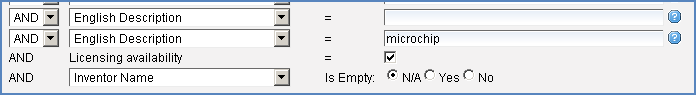 AND English Description =
AND English Description = microchip
AND Licensing availability =
AND Inventor Name Is Empty: N/A Yes No